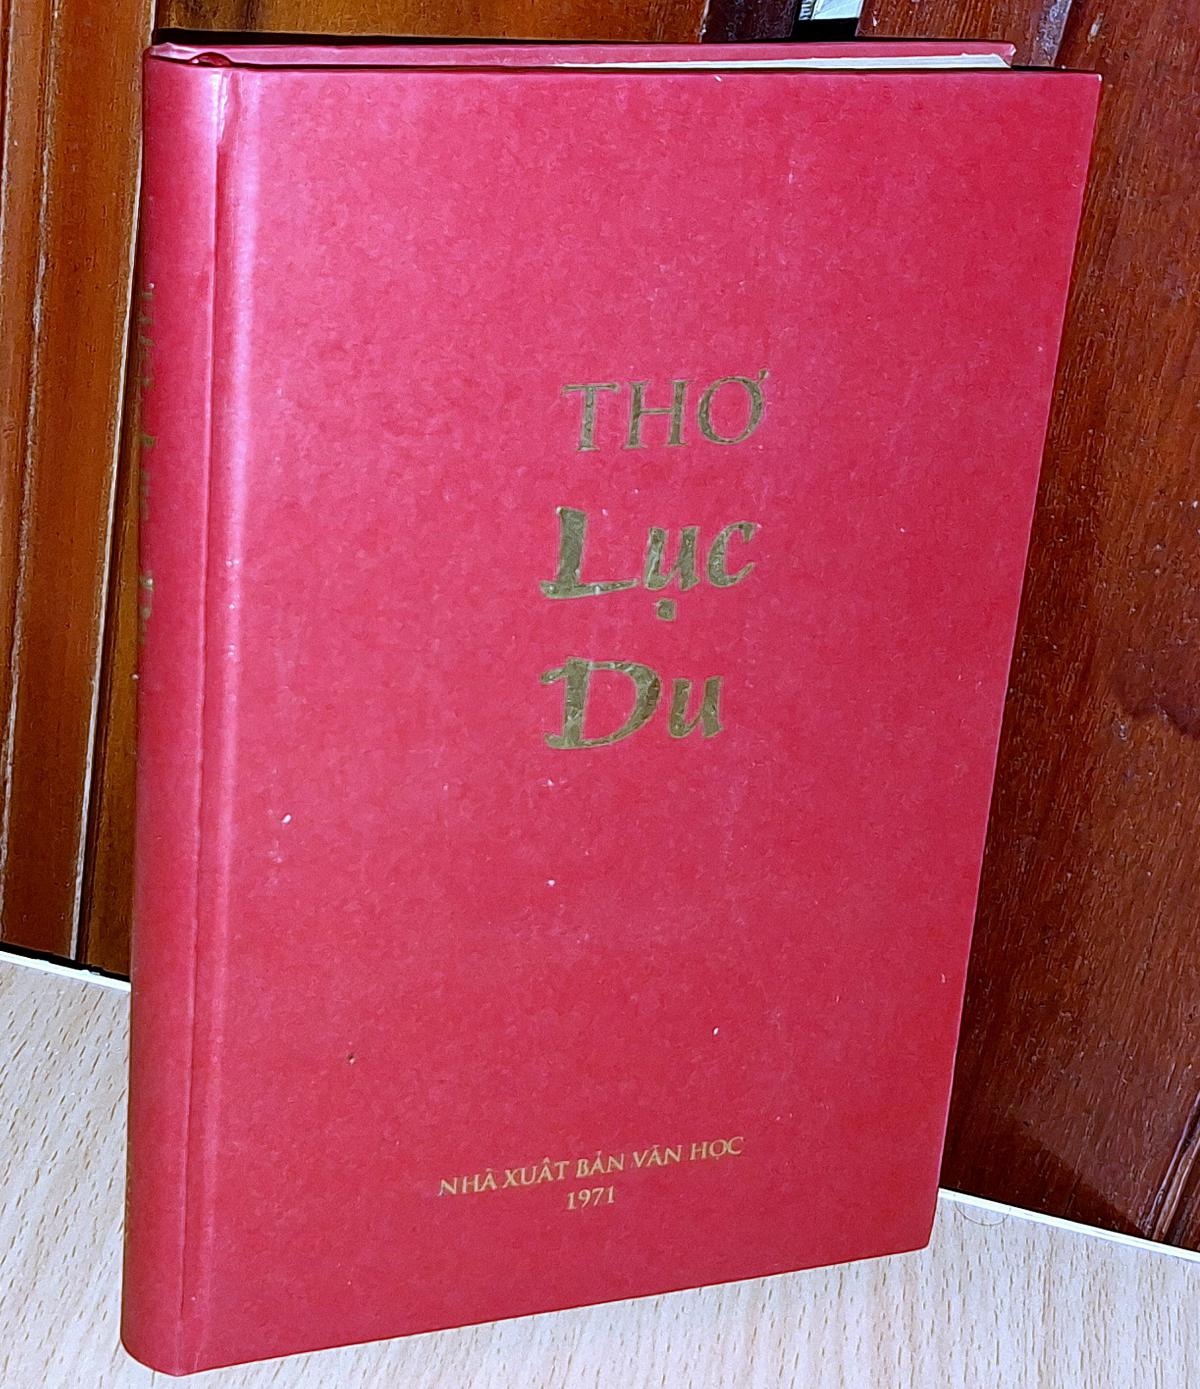 THƠ
Lục
Du
NHÀ XUẤT BẢN VĂN HỌC
1971